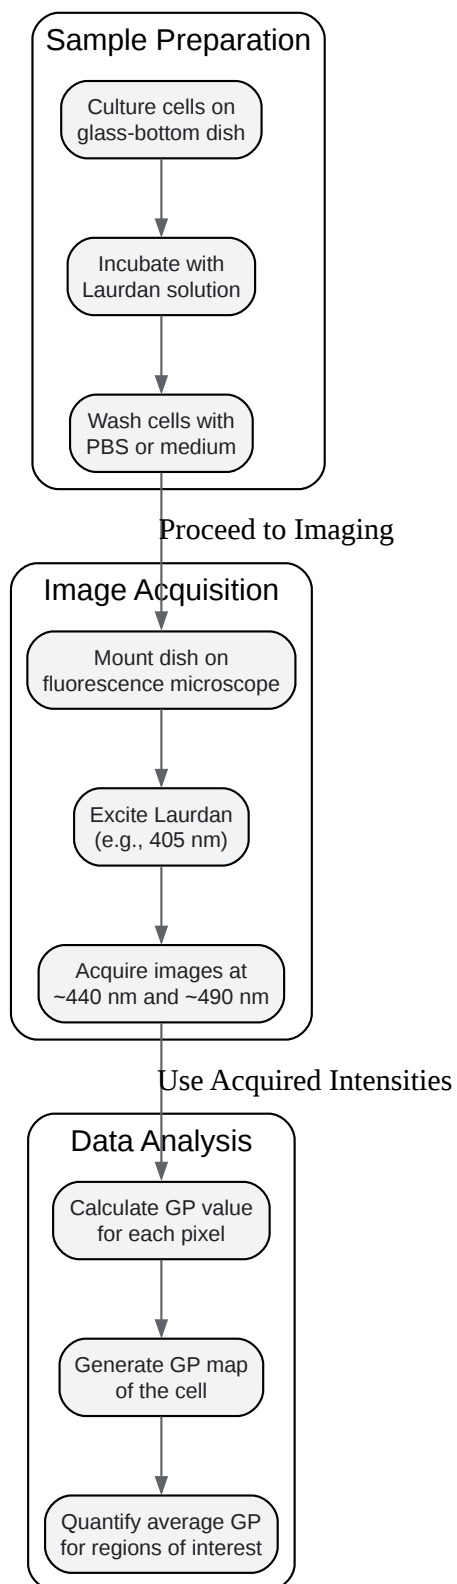 Sample Preparation
Culture cells on
glass-bottom dish
Incubate with
Laurdan solution
Wash cells with
PBS or medium
Proceed to Imaging
Image Acquisition
Mount dish on
fluorescence microscope
Excite Laurdan
(e.g., 405 nm)
Acquire images at
~440 nm and ~490 nm
Use Acquired Intensities
Data Analysis
Calculate GP value
for each pixel
Generate GP map
of the cell
Quantify average GP
for regions of interest